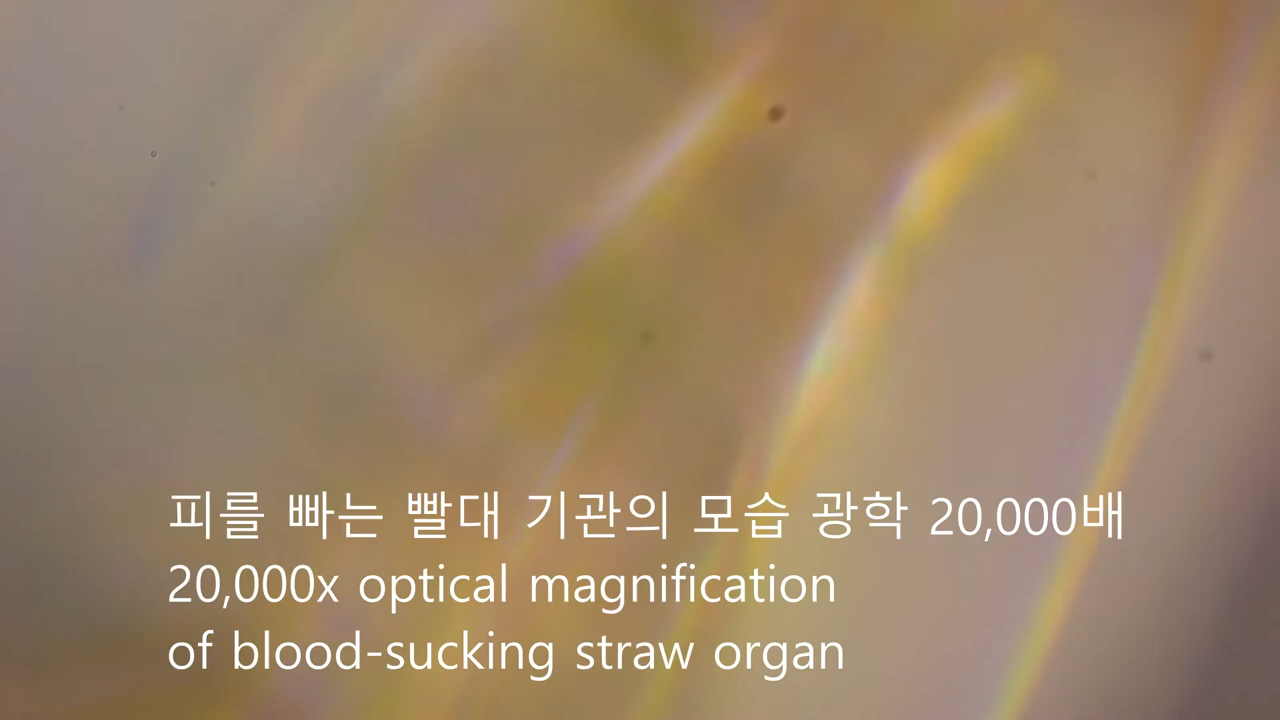 피를 빠는 빨대 기관의 모습 광학 20,000배
20,000x optical magnification
of blood-sucking straw organ